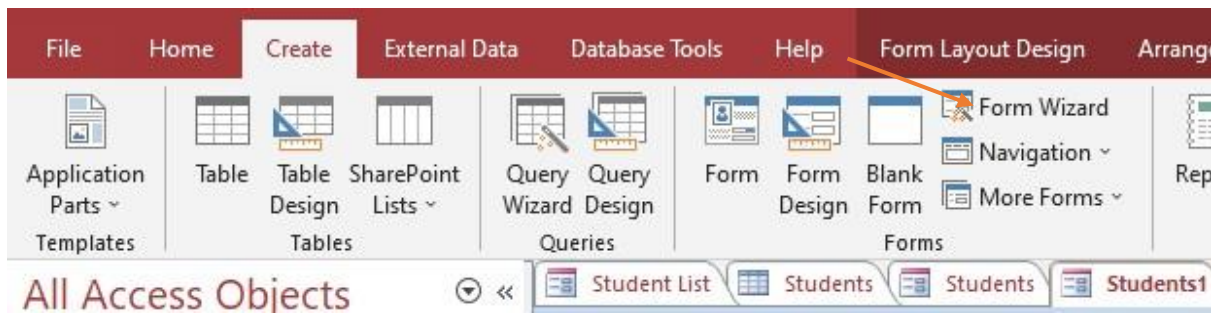 File Home Create External Data Database Tools Help Form Layout Design Arrange
Application Parts
Table
Table Design
SharePoint Lists
Query Wizard
Query Design
Form
Form Design
Blank Form
Form Wizard
Navigation
More Forms
Rep
Templates Tables Queries Forms
All Access Objects
Student List Students Students Students1